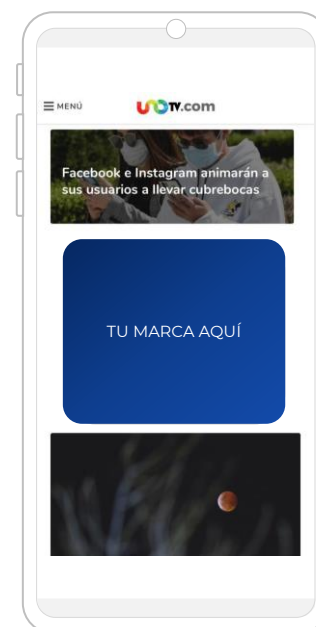 MENÚ
UNOTV.com
Facebook e Instagram animarán a
sus usuarios a llevar cubrebocas
TU MARCA AQUÍ